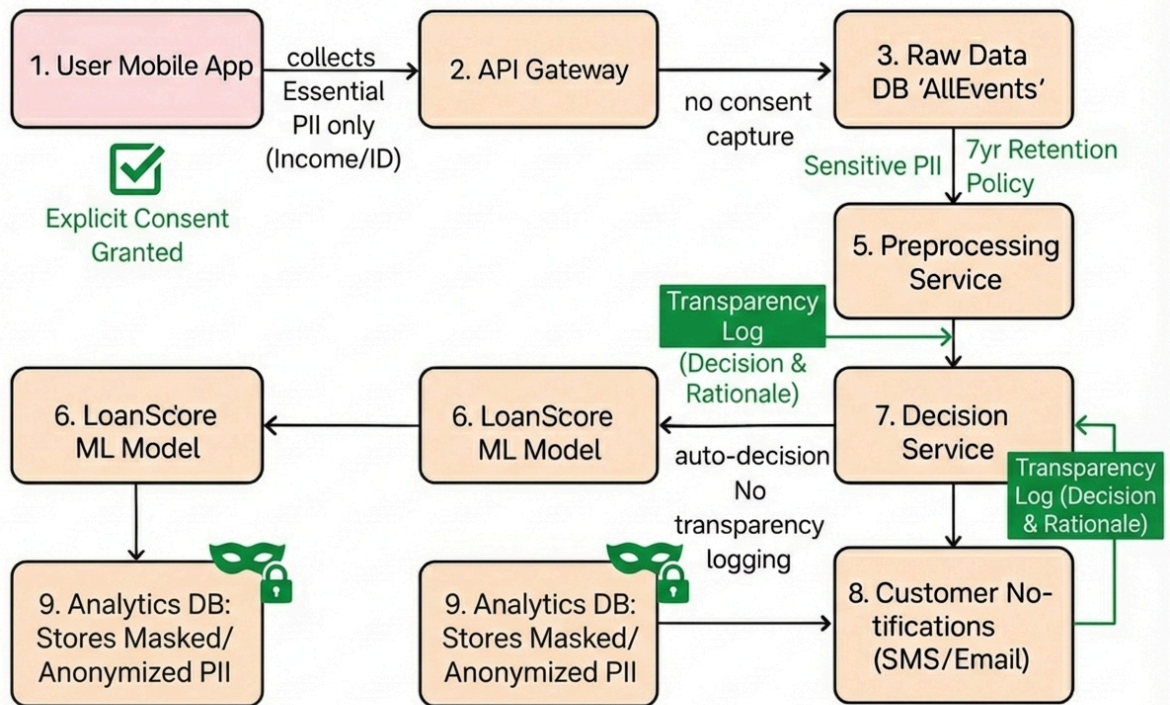 1. User Mobile App
collects
Essential
PII only
(Income/ID)
2. API Gateway
no consent
capture
3. Raw Data
DB 'AllEvents'
Explicit Consent
Granted
Sensitive PII
7yr Retention
Policy
5. Preprocessing
Service
Transparency
Log
(Decision &
Rationale)
6. LoanScore
ML Model
6. LoanScore
ML Model
auto-decision
No
transparency
logging
7. Decision
Service
Transparency
Log (Decision
& Rationale)
9. Analytics DB:
Stores Masked/
Anonymized PII
9. Analytics DB:
Stores Masked/
Anonymized PII
8. Customer No-
tifications
(SMS/Email)